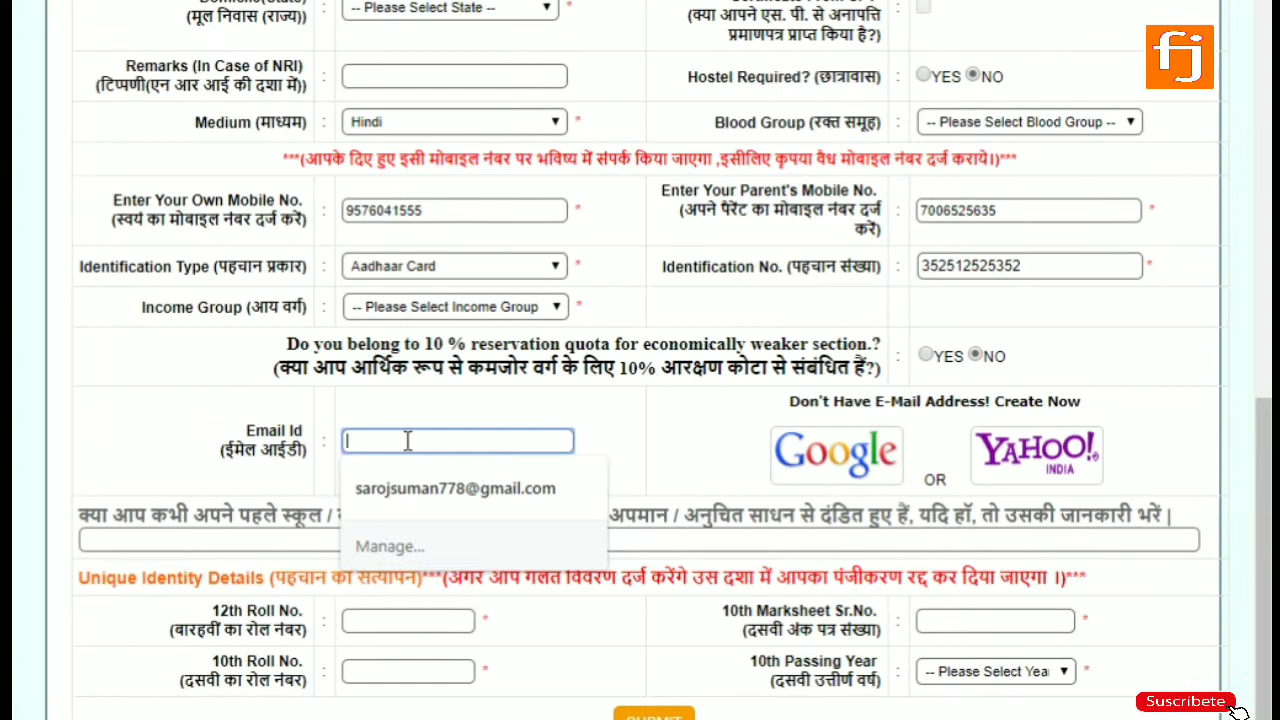 (मूल निवास (राज्य))
-- Please Select State --
*
:
(क्या आपने एस. पी. से अनापत्ति
प्रमाणपत्र प्राप्त किया है?)
:
fj
Remarks (In Case of NRI)
(टिप्पणी(एन आर आई की दशा में))
:
Hostel Required? (छात्रावास)
:
YES NO
Medium (माध्यम)
:
Hindi
*
Blood Group (रक्त समूह)
:
-- Please Select Blood Group --
***(आपके दिए हुए इसी मोबाइल नंबर पर भविष्य में संपर्क किया जाएगा ,इसीलिए कृपया वैध मोबाइल नंबर दर्ज कराये।)***
Enter Your Own Mobile No.
(स्वयं का मोबाइल नंबर दर्ज करें)
:
9576041555
*
Enter Your Parent's Mobile No.
(अपने पैरेंट का मोबाइल नंबर दर्ज
करें)
:
7006525635
*
Identification Type (पहचान प्रकार)
:
Aadhaar Card
*
Identification No. (पहचान संख्या)
:
352512525352
*
Income Group (आय वर्ग)
:
-- Please Select Income Group
*
Do you belong to 10 % reservation quota for economically weaker section.?
(क्या आप आर्थिक रूप से कमजोर वर्ग के लिए 10% आरक्षण कोटा से संबंधित हैं?)
:
YES NO
Email Id
(ईमेल आईडी)
:
sarojsuman778@gmail.com
Manage...
Don't Have E-Mail Address! Create Now
Google
OR
YAHOO!
INDIA
क्या आप कभी अपने पहले स्कूल /
अपमान / अनुचित साधन से दंडित हुए हैं, यदि हाँ, तो उसकी जानकारी भरें |
Unique Identity Details (पहचान का सत्यापन)***(अगर आप गलत विवरण दर्ज करेंगे उस दशा में आपका पंजीकरण रद्द कर दिया जाएगा ।)***
12th Roll No.
(बारहवीं का रोल नंबर)
:
*
10th Marksheet Sr.No.
(दसवी अंक पत्र संख्या)
:
*
10th Roll No.
(दसवी का रोल नंबर)
:
*
10th Passing Year
(दसवी उत्तीर्ण वर्ष)
:
-- Please Select Year
*
SUBMIT
Suscríbete